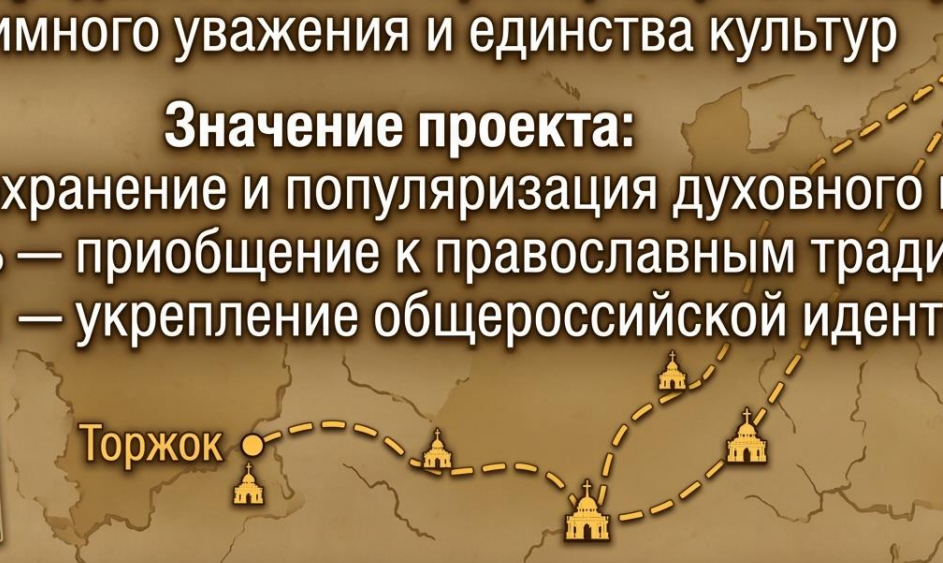 имного уважения и единства культур
Значение проекта:
хранение и популяризация духовного
— приобщение к православным тради
— укрепление общероссийской идент
Торжок